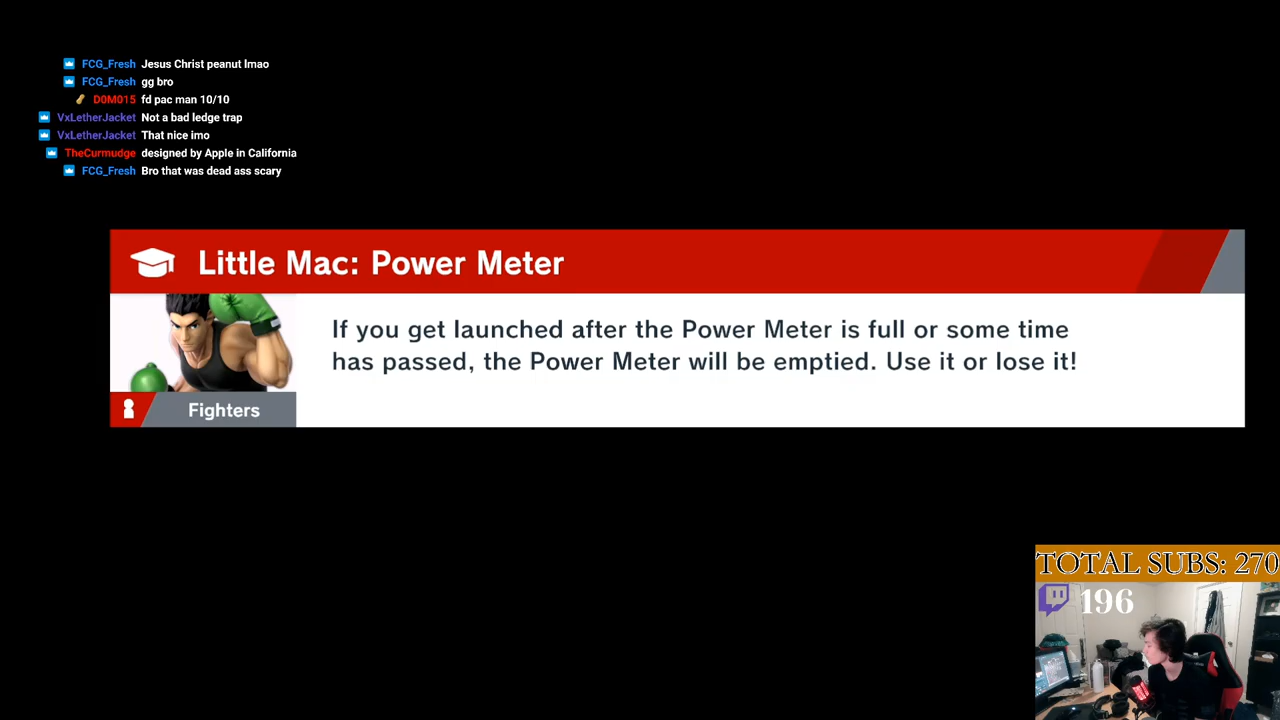 FCG_Fresh Jesus Christ peanut lmao
FCG_Fresh gg bro
D0M015 fd pac man 10/10
VxLetherJacket Not a bad ledge trap
VxLetherJacket That nice imo
TheCurmudge designed by Apple in California
FCG_Fresh Bro that was dead ass scary
Little Mac: Power Meter
If you get launched after the Power Meter is full or some time
has passed, the Power Meter will be emptied. Use it or lose it!
Fighters
TOTAL SUBS: 270
196